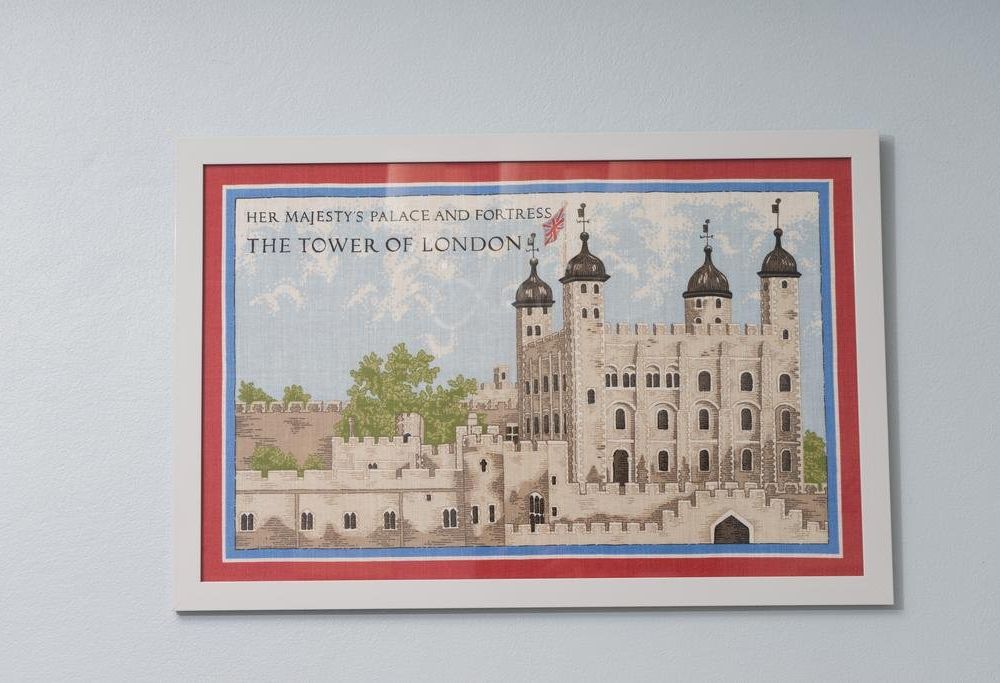 HER MAJESTY'S PALACE AND FORTRESS
THE TOWER OF LONDON